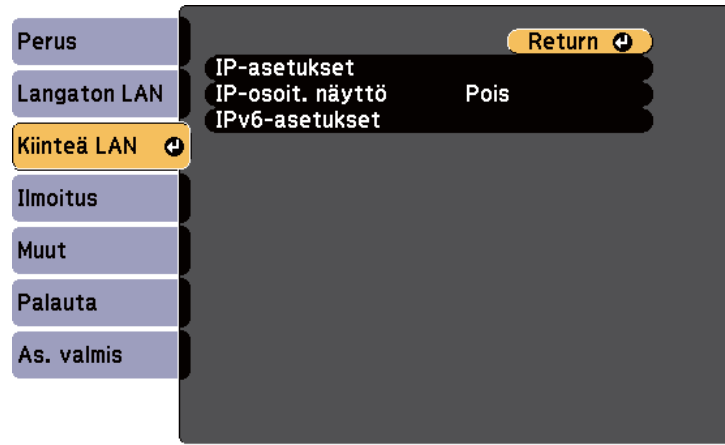 Perus
Langaton LAN
Kiinteä LAN
Ilmoitus
Muut
Palauta
As. valmis
Return
IP-asetukset
IP-osoit. näyttö Pois
IPv6-asetukset